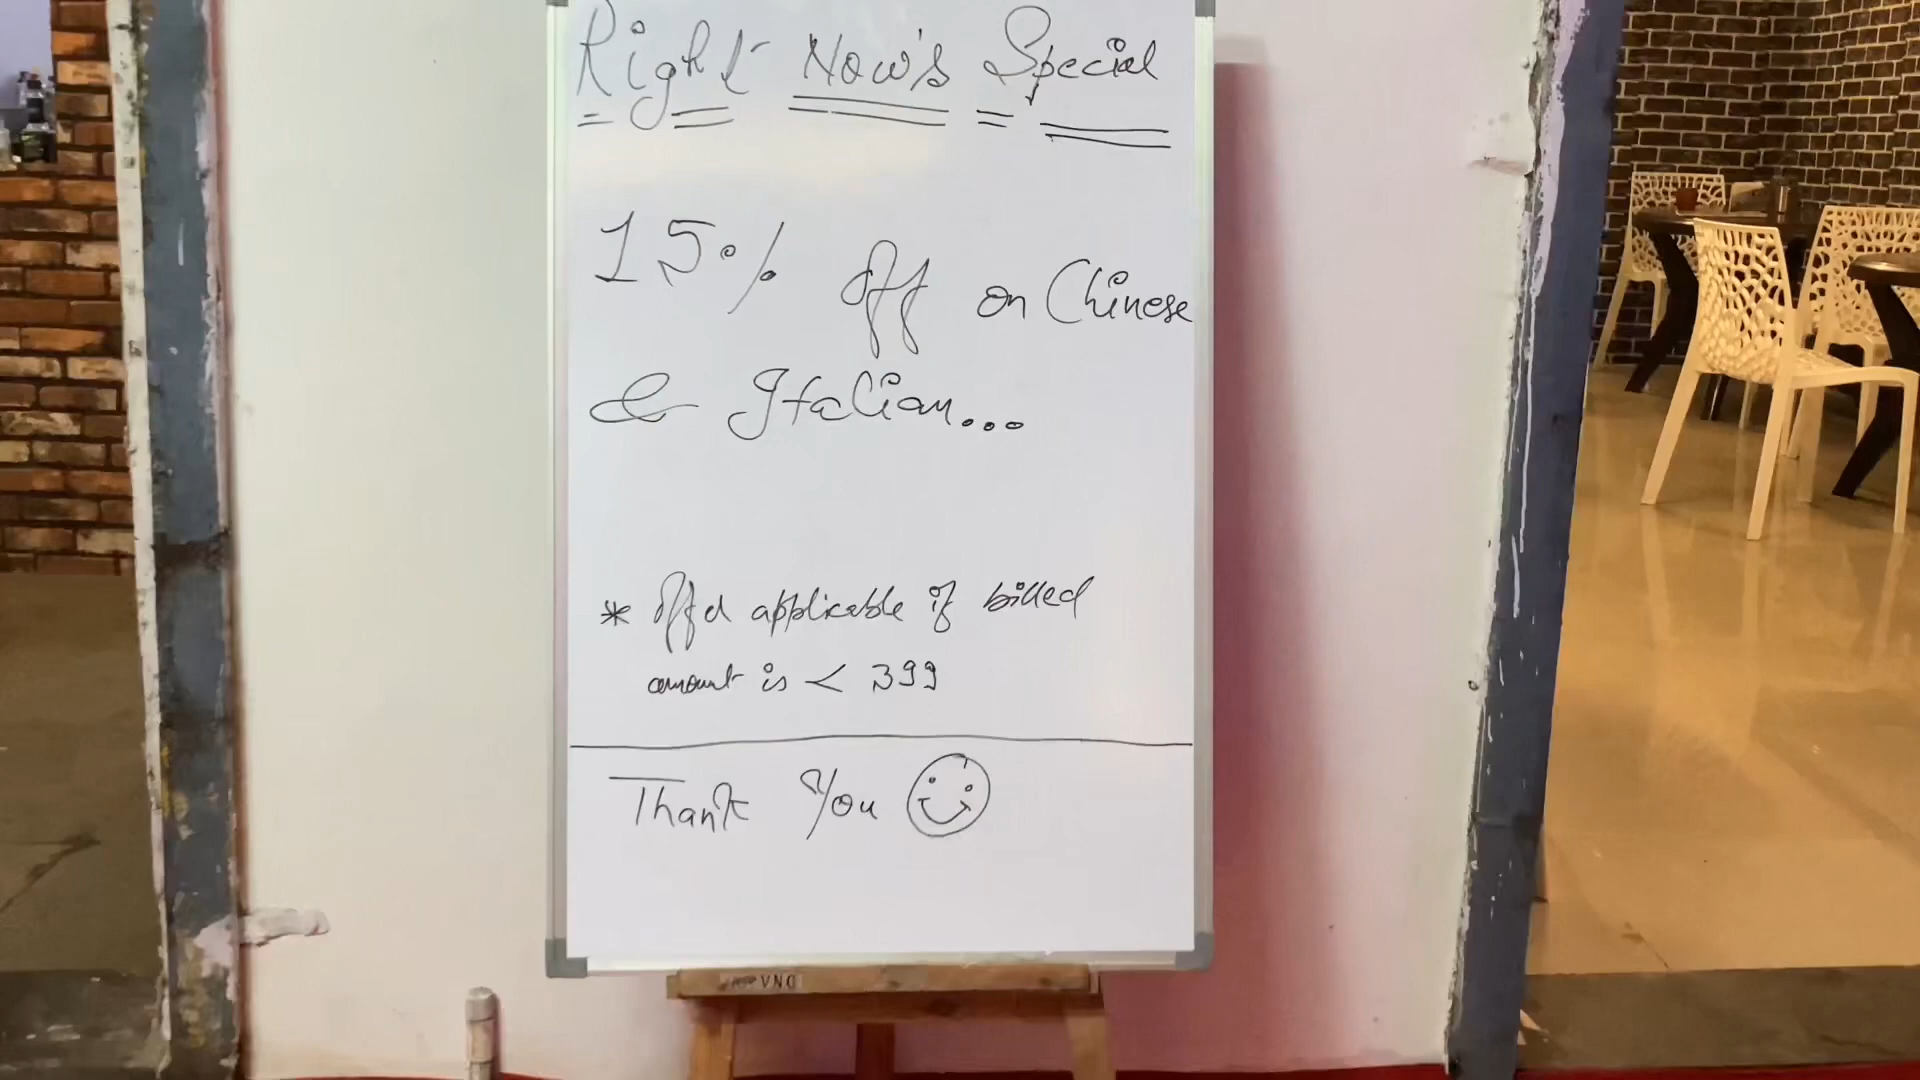 Right Now's Special
15% off on Chinese
& Italian...
* Offer applicable if billed
amount is < 399
Thank You